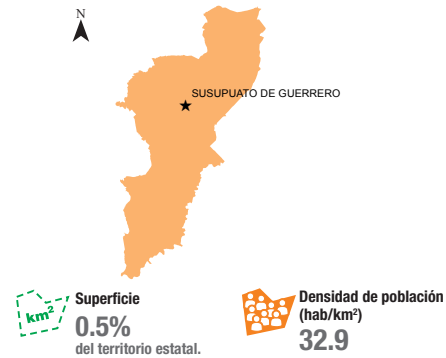 N
SUSUPUATO DE GUERRERO
km²
Superficie
0.5%
del territorio estatal.
Densidad de población
(hab/km²)
32.9